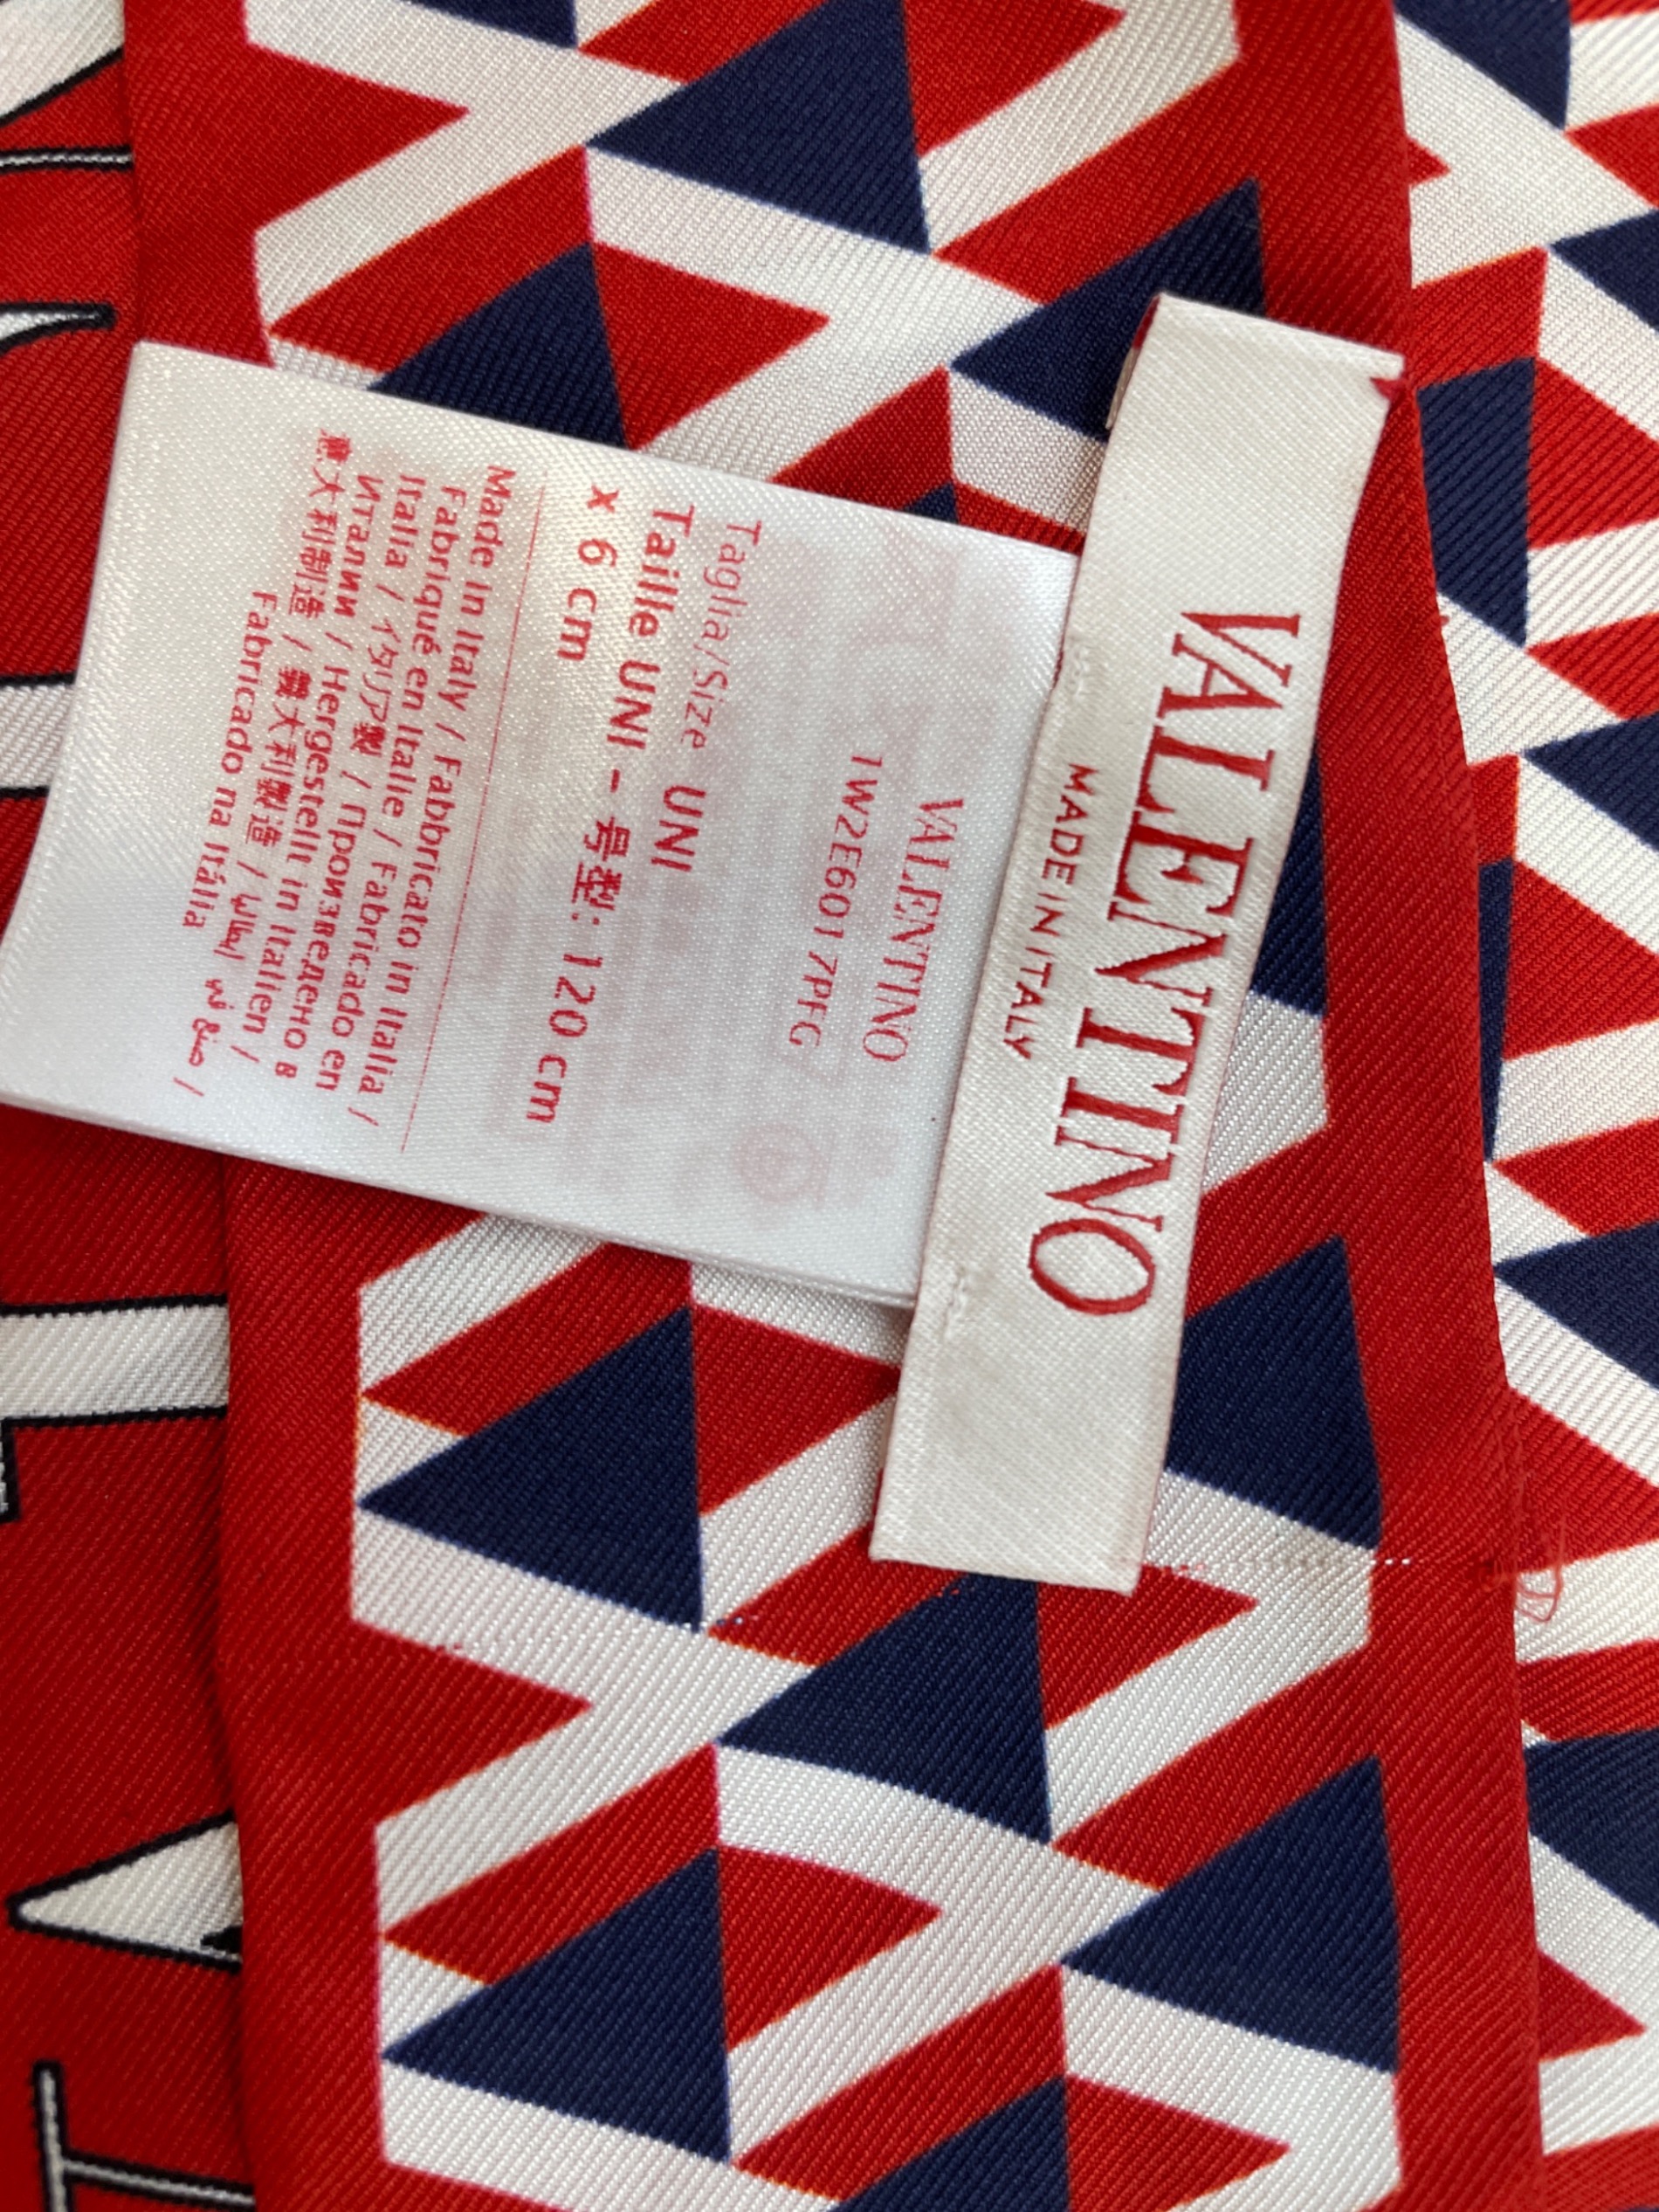 VALENTINO
MADE IN ITALY
VALENTINO
1W2E6017PFG
Taglia/Size UNI
Taille UNI – 号型: 120 cm
x 6 cm
Made in Italy / Fabbricato in Italia /
Fabriqué en Italie / Fabricado en
Italia / イタリア製 / Произведено в
Италии / Hergestellt in Italien /
意大利制造 / 義大利製造 / صنع في إيطاليا /
Fabricado na Itália